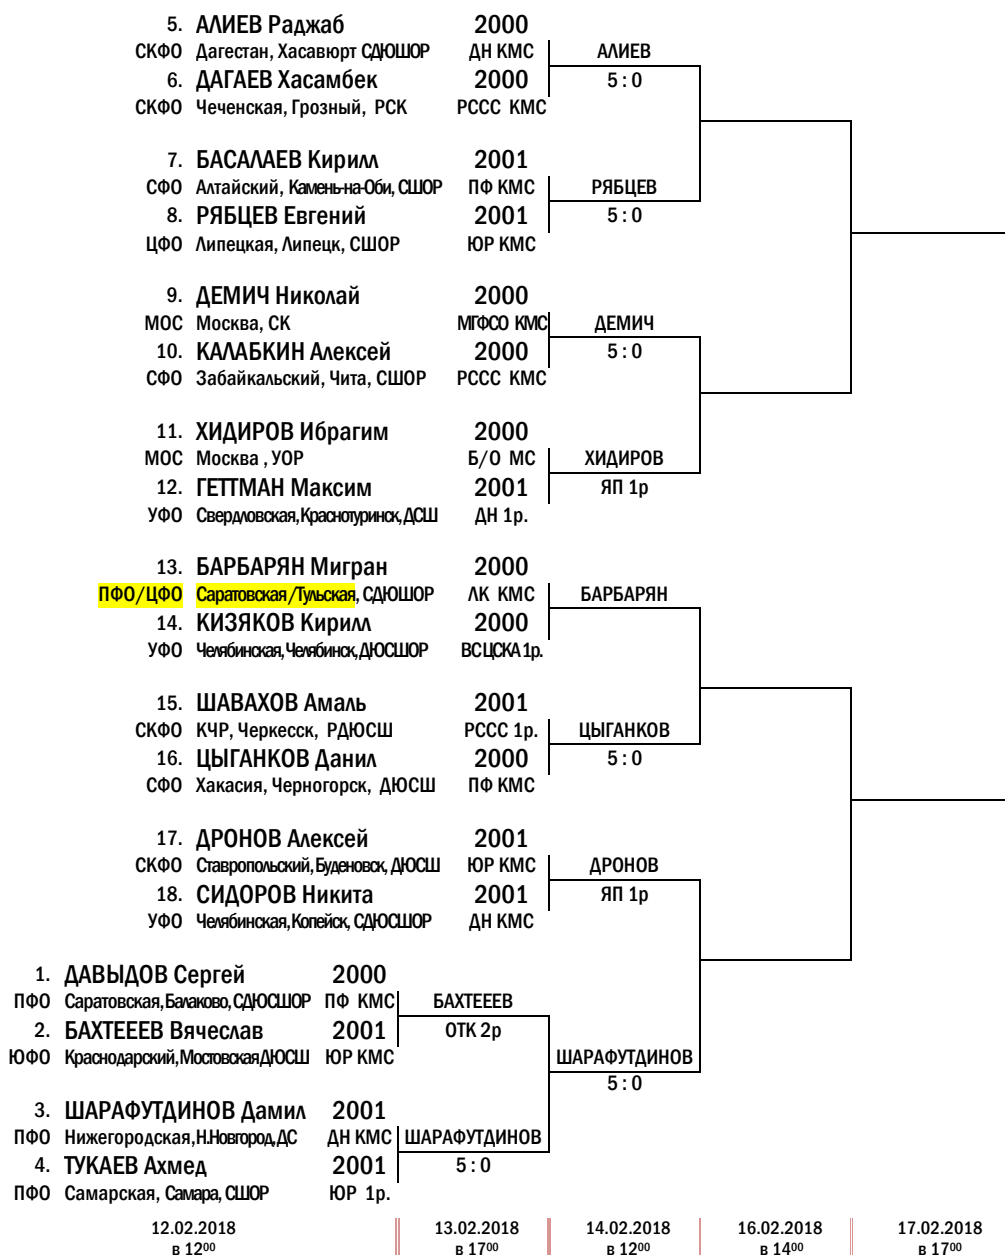 5. АЛИЕВ Раджаб 2000
СКФО Дагестан, Хасавюрт СДЮШОР ДН КМС АЛИЕВ
6. ДАГАЕВ Хасамбек 2000 5 : 0
СКФО Чеченская, Грозный, РСК РССС КМС
7. БАСАЛАЕВ Кирилл 2001
СФО Алтайский, Камень-на-Оби, СШОР ПФ КМС РЯБЦЕВ
8. РЯБЦЕВ Евгений 2001 5 : 0
ЦФО Липецкая, Липецк, СШОР ЮР КМС
9. ДЕМИЧ Николай 2000
МОС Москва, СК МГФСО КМС ДЕМИЧ
10. КАЛАБКИН Алексей 2000 5 : 0
СФО Забайкальский, Чита, СШОР РССС КМС
11. ХИДИРОВ Ибрагим 2000
МОС Москва , УОР Б/О МС ХИДИРОВ
12. ГЕТТМАН Максим 2001 ЯП 1р
УФО Свердловская, Краснотуринск, ДСШ ДН 1р.
13. БАРБАРЯН Мигран 2000
ПФО/ЦФО Саратовская /Тульская, СДЮШОР ЛК КМС БАРБАРЯН
14. КИЗЯКОВ Кирилл 2000
УФО Челябинская, Челябинск, ДЮСШОР ВС ЦСКА 1р.
15. ШАВАХОВ Амаль 2001
СКФО КЧР, Черкесск, РДЮСШ РССС 1р. ЦЫГАНКОВ
16. ЦЫГАНКОВ Данил 2000 5 : 0
СФО Хакасия, Черногорск, ДЮСШ ПФ КМС
17. ДРОНОВ Алексей 2001
СКФО Ставропольский, Буденовск, ДЮСШ ЮР КМС ДРОНОВ
18. СИДОРОВ Никита 2001 ЯП 1р
УФО Челябинская, Копейск, СДЮСШОР ДН КМС
1. ДАВЫДОВ Сергей 2000
ПФО Саратовская, Балаково, СДЮСШОР ПФ КМС БАХТЕЕЕВ
2. БАХТЕЕЕВ Вячеслав 2001 ОТК 2р
ЮФО Краснодарский, Мостовская ДЮСШ ЮР КМС ШАРАФУТДИНОВ
5 : 0
3. ШАРАФУТДИНОВ Дамил 2001
ПФО Нижегородская, Н.Новгород, ДС ДН КМС ШАРАФУТДИНОВ
4. ТУКАЕВ Ахмед 2001 5 : 0
ПФО Самарская, Самара, СШОР ЮР 1р.
12.02.2018 13.02.2018 14.02.2018 16.02.2018 17.02.2018
в 12⁰⁰ в 17⁰⁰ в 12⁰⁰ в 14⁰⁰ в 17⁰⁰